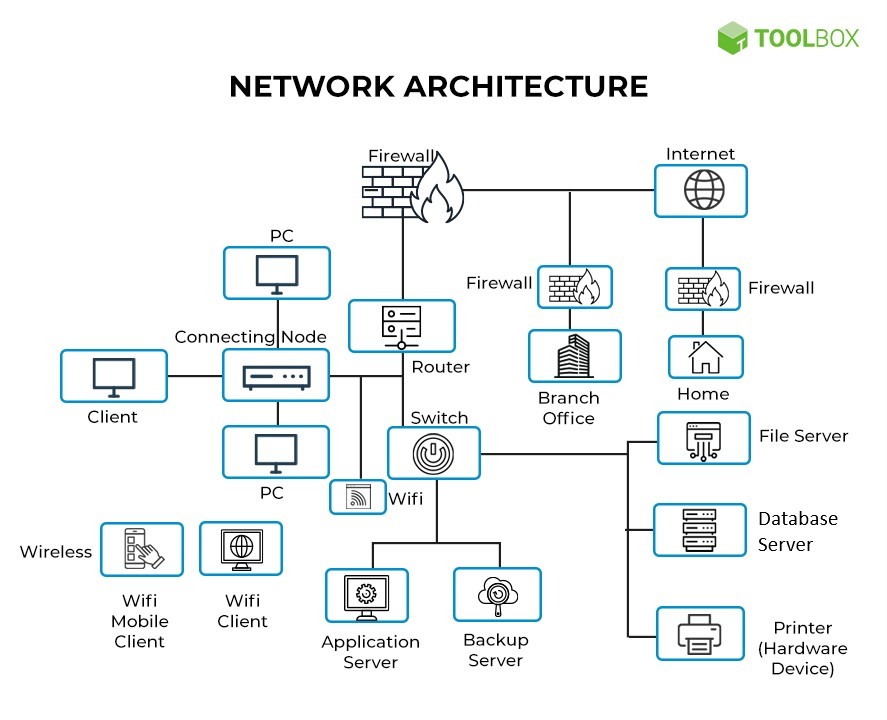 TOOLBOX
NETWORK ARCHITECTURE
Firewall
Internet
PC
Firewall
Firewall
Connecting Node
Router
Client
Branch
Office
Home
Switch
File Server
PC
Wifi
Database
Server
Wireless
Wifi
Mobile
Client
Wifi
Client
Application
Server
Backup
Server
Printer
(Hardware
Device)